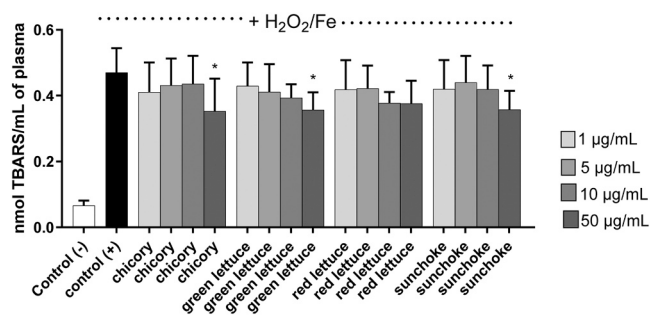 + H₂O₂/Fe
nmol TBARS/mL of plasma
0.6
0.4
0.2
0.0
*
*
*
Control (-)
control (+)
chicory
chicory
chicory
chicory
green lettuce
green lettuce
green lettuce
green lettuce
red lettuce
red lettuce
red lettuce
red lettuce
sunchoke
sunchoke
sunchoke
sunchoke
1 µg/mL
5 µg/mL
10 µg/mL
50 µg/mL